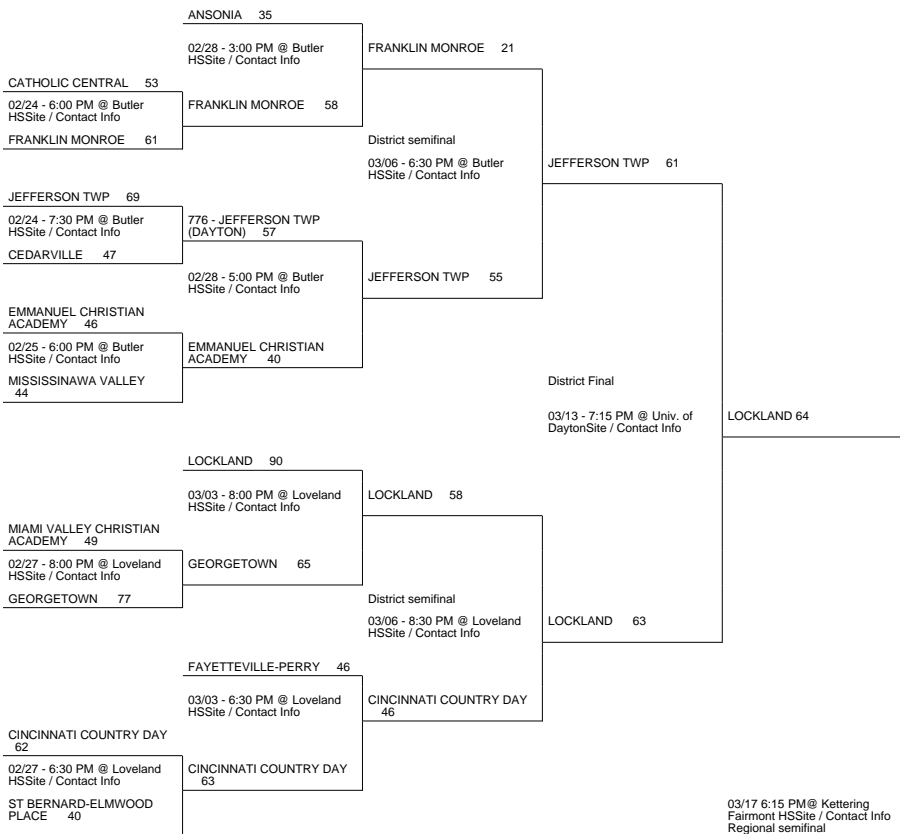 ANSONIA 35
02/28 - 3:00 PM @ Butler
HSSite / Contact Info
FRANKLIN MONROE 21
CATHOLIC CENTRAL 53
02/24 - 6:00 PM @ Butler
HSSite / Contact Info
FRANKLIN MONROE 58
FRANKLIN MONROE 61
District semifinal
03/06 - 6:30 PM @ Butler
HSSite / Contact Info
JEFFERSON TWP 61
JEFFERSON TWP 69
02/24 - 7:30 PM @ Butler
HSSite / Contact Info
776 - JEFFERSON TWP
(DAYTON) 57
CEDARVILLE 47
02/28 - 5:00 PM @ Butler
HSSite / Contact Info
JEFFERSON TWP 55
EMMANUEL CHRISTIAN
ACADEMY 46
02/25 - 6:00 PM @ Butler
HSSite / Contact Info
EMMANUEL CHRISTIAN
ACADEMY 40
MISSISSINAWA VALLEY
44
District Final
03/13 - 7:15 PM @ Univ. of
DaytonSite / Contact Info
LOCKLAND 64
LOCKLAND 90
03/03 - 8:00 PM @ Loveland
HSSite / Contact Info
LOCKLAND 58
MIAMI VALLEY CHRISTIAN
ACADEMY 49
02/27 - 8:00 PM @ Loveland
HSSite / Contact Info
GEORGETOWN 65
GEORGETOWN 77
District semifinal
03/06 - 8:30 PM @ Loveland
HSSite / Contact Info
LOCKLAND 63
FAYETTEVILLE-PERRY 46
03/03 - 6:30 PM @ Loveland
HSSite / Contact Info
CINCINNATI COUNTRY DAY
46
CINCINNATI COUNTRY DAY
62
02/27 - 6:30 PM @ Loveland
HSSite / Contact Info
CINCINNATI COUNTRY DAY
63
ST BERNARD-ELMWOOD
PLACE 40
03/17 6:15 PM@ Kettering
Fairmont HSSite / Contact Info
Regional semifinal